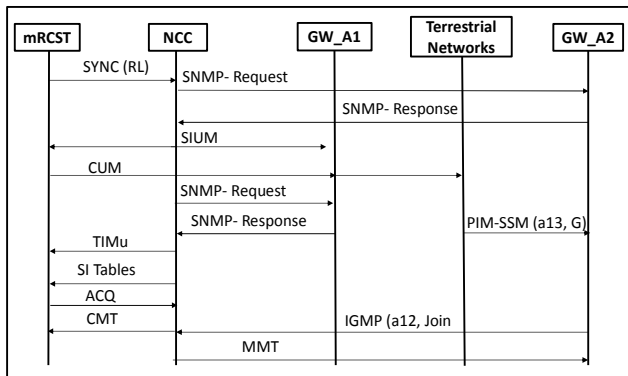 mRCST
NCC
GW_A1
Terrestrial
Networks
GW_A2
SYNC (RL)
SNMP- Request
SNMP- Response
SIUM
CUM
SNMP- Request
SNMP- Response
PIM-SSM (a13, G)
TIMu
SI Tables
ACQ
CMT
IGMP (a12, Join
MMT